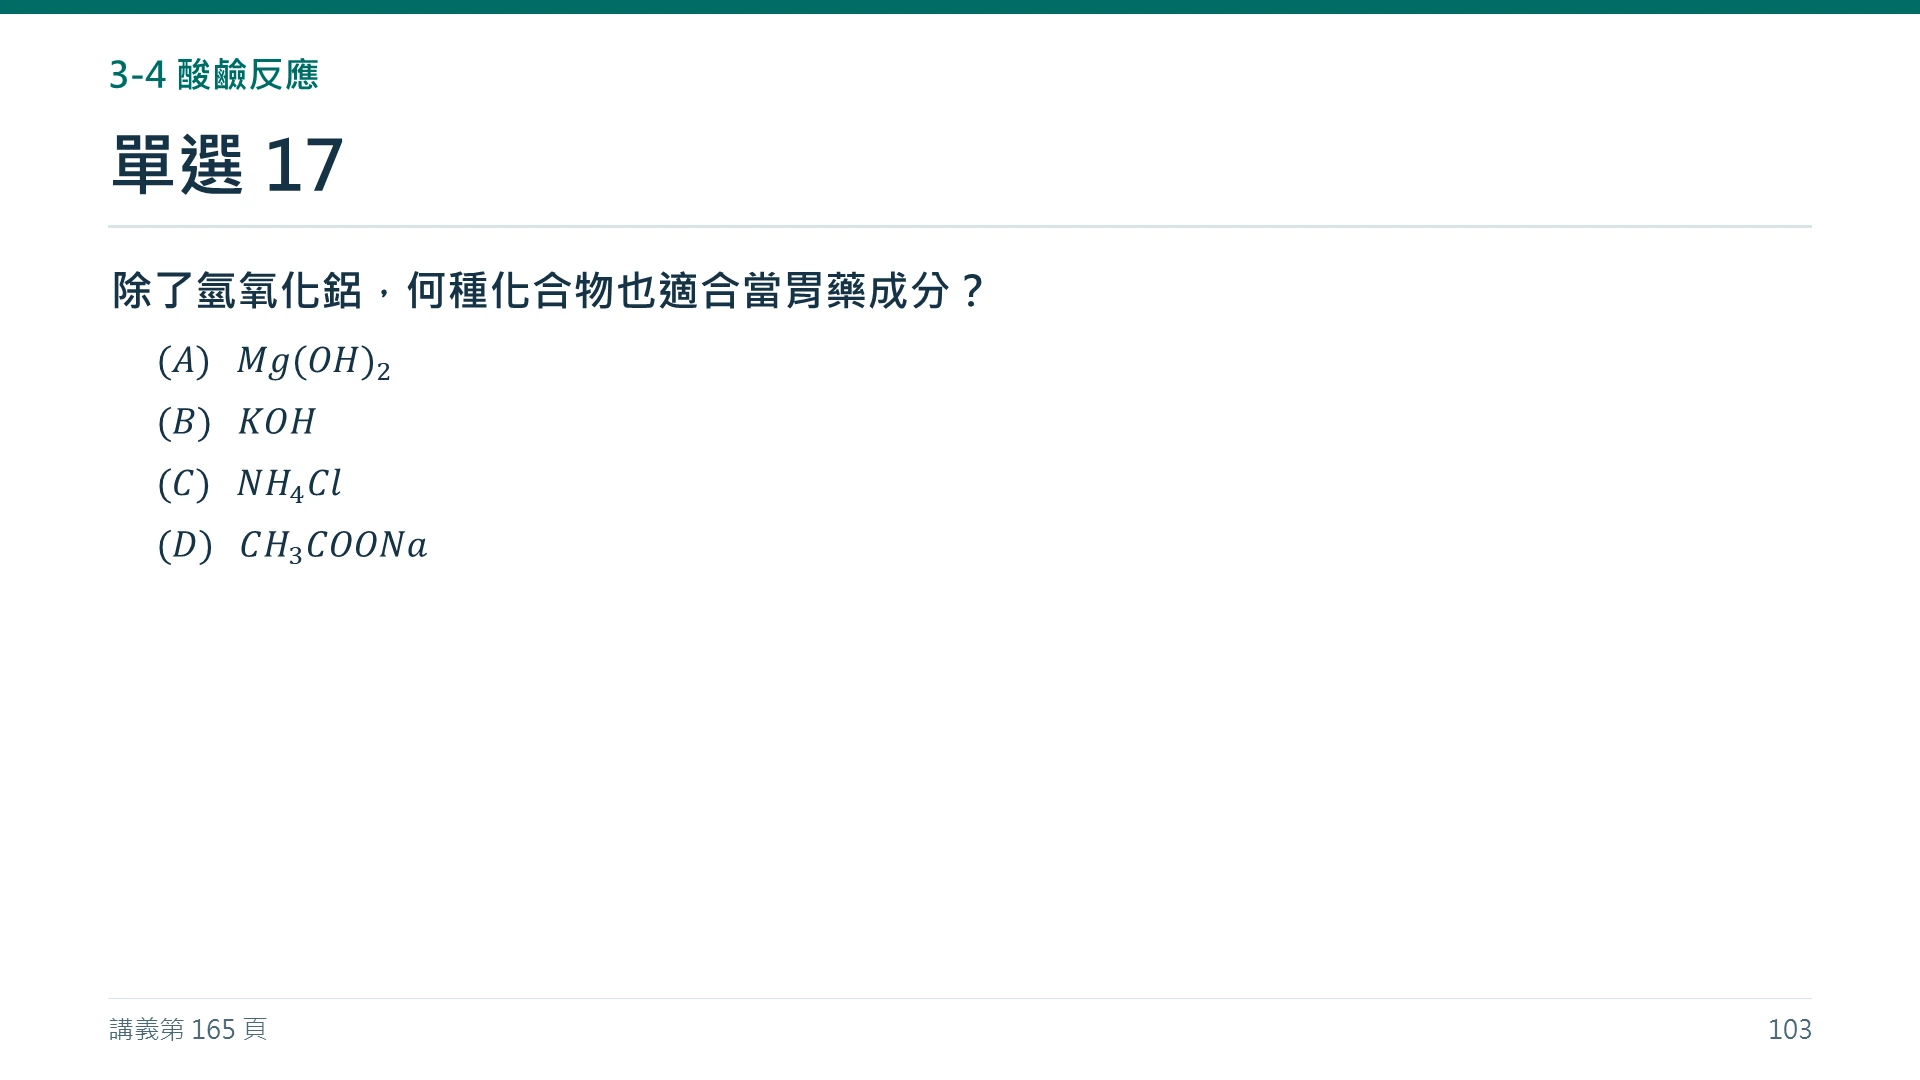 3-4 酸鹼反應
單選 17
除了氫氧化鋁，何種化合物也適合當胃藥成分？
(A) Mg(OH)₂
(B) KOH
(C) NH₄Cl
(D) CH₃COONa
講義第 165 頁
103